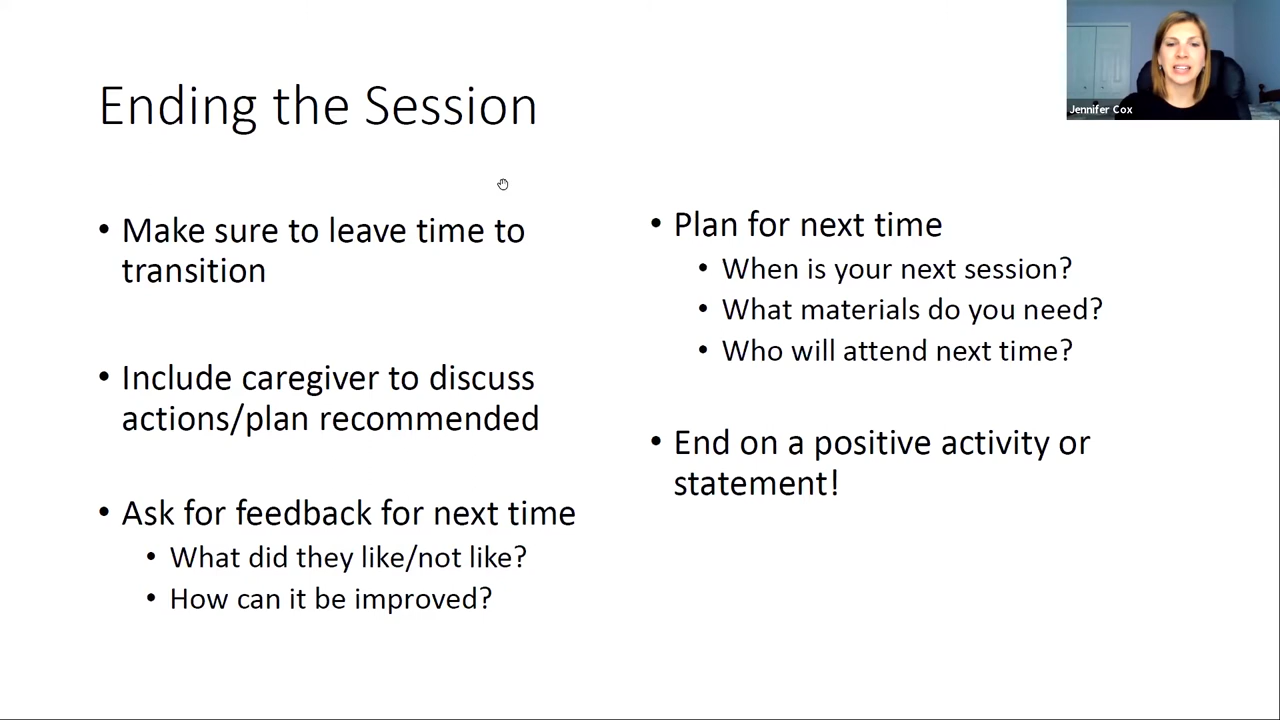 Ending the Session
Jennifer Cox
• Make sure to leave time to
transition
• Include caregiver to discuss
actions/plan recommended
• Ask for feedback for next time
• What did they like/not like?
• How can it be improved?
• Plan for next time
• When is your next session?
• What materials do you need?
• Who will attend next time?
• End on a positive activity or
statement!